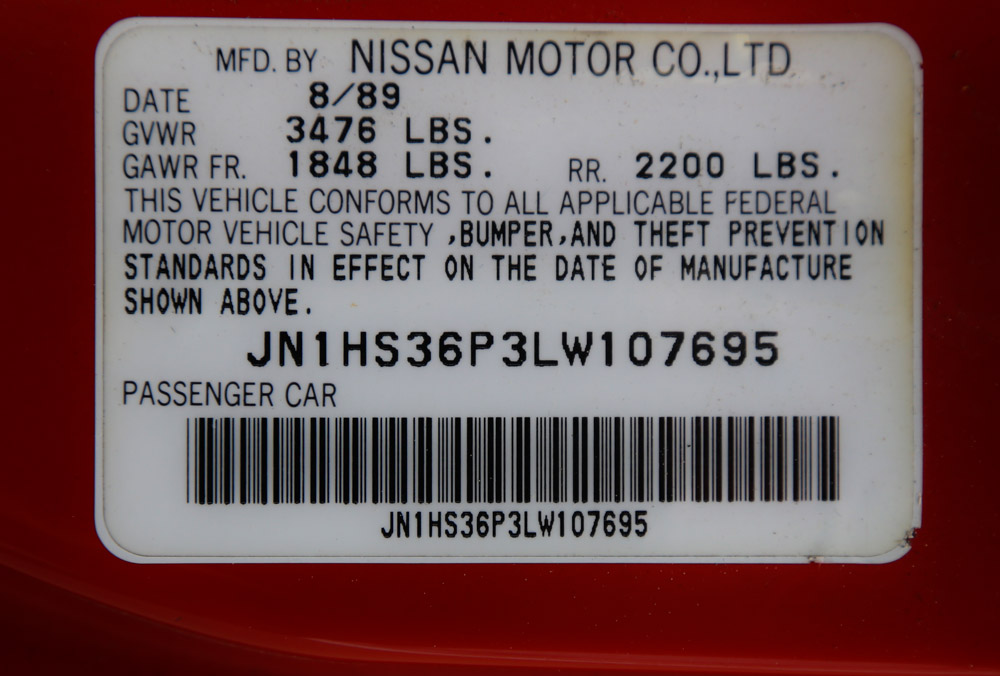 MFD. BY NISSAN MOTOR CO.,LTD.
DATE 8/89
GVWR 3476 LBS.
GAWR FR. 1848 LBS. RR. 2200 LBS.
THIS VEHICLE CONFORMS TO ALL APPLICABLE FEDERAL
MOTOR VEHICLE SAFETY ,BUMPER,AND THEFT PREVENTION
STANDARDS IN EFFECT ON THE DATE OF MANUFACTURE
SHOWN ABOVE.
JN1HS36P3LW107695
PASSENGER CAR
JN1HS36P3LW107695